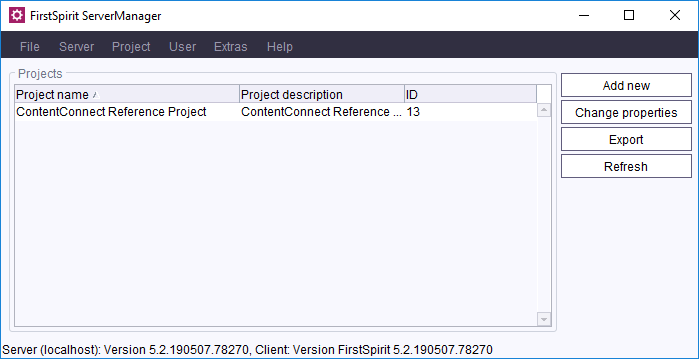 FirstSpirit ServerManager
File Server Project User Extras Help
Projects
Project name Project description ID
ContentConnect Reference Project ContentConnect Reference ... 13
Add new
Change properties
Export
Refresh
Server (localhost): Version 5.2.190507.78270, Client: Version FirstSpirit 5.2.190507.78270